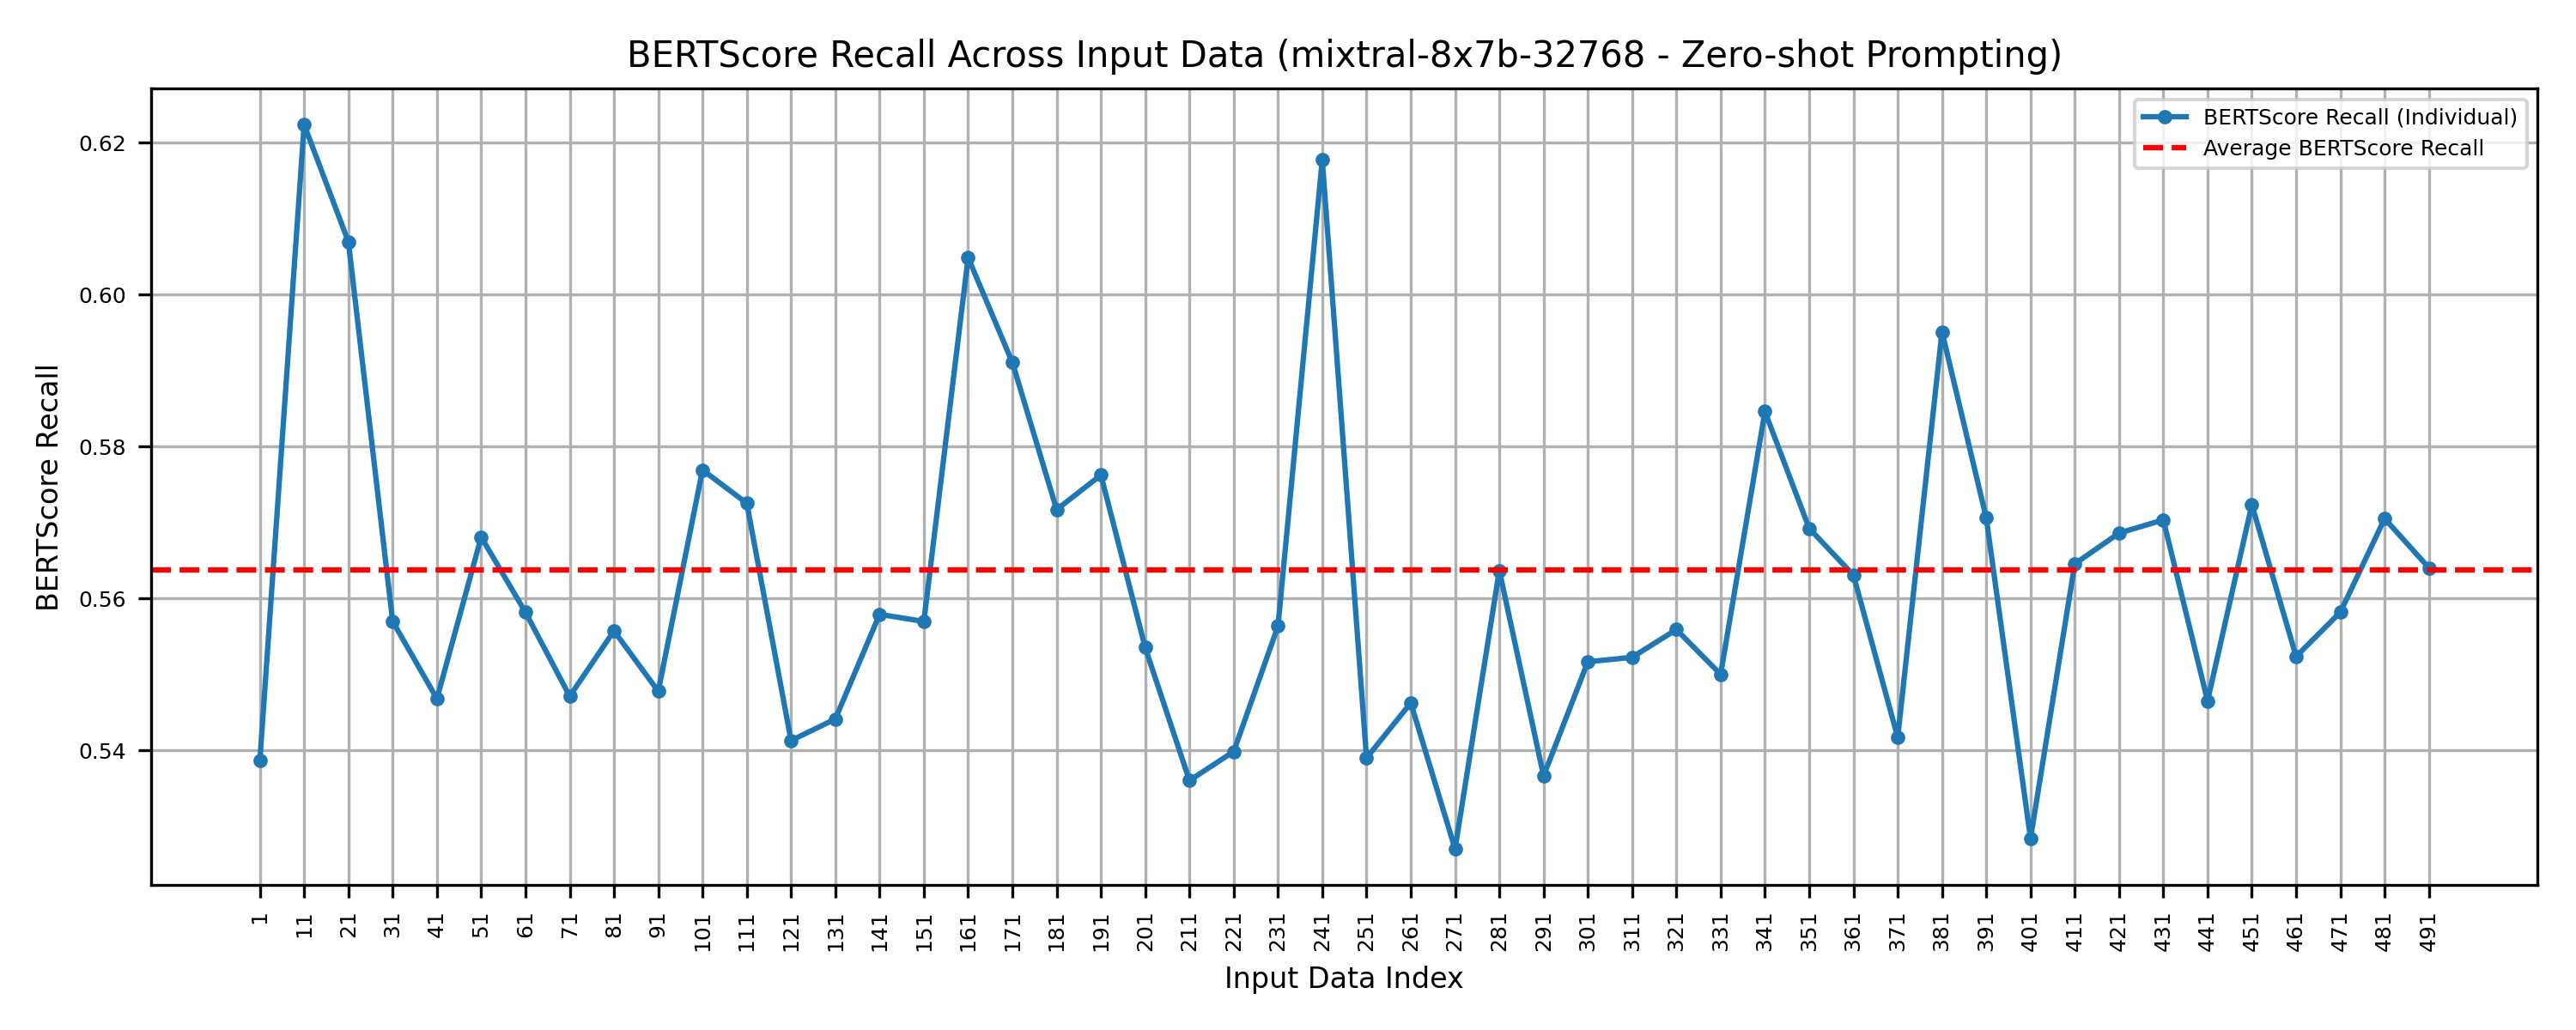 BERTScore Recall Across Input Data (mixtral-8x7b-32768 - Zero-shot Prompting)
BERTScore Recall (Individual)
Average BERTScore Recall
BERTScore Recall
0.62
0.60
0.58
0.56
0.54
1 11 21 31 41 51 61 71 81 91 101 111 121 131 141 151 161 171 181 191 201 211 221 231 241 251 261 271 281 291 301 311 321 331 341 351 361 371 381 391 401 411 421 431 441 451 461 471 481 491
Input Data Index